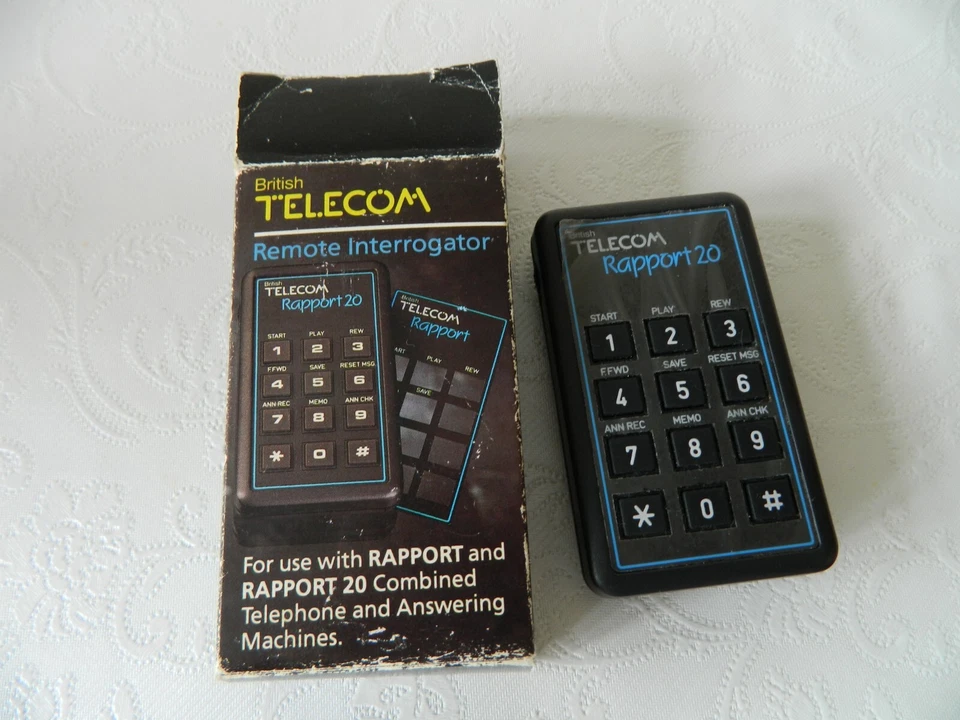 British
TELECOM
Remote Interrogator
British
TELECOM
Rapport 20
START PLAY REW
1 2 3
F.FWD SAVE RESET MSG
4 5 6
ANN REC MEMO ANN CHK
7 8 9
* 0 #
British
TELECOM
Rapport
PLAY REW
SAVE
For use with RAPPORT and
RAPPORT 20 Combined
Telephone and Answering
Machines.
British
TELECOM
Rapport 20
START PLAY REW
1 2 3
F.FWD SAVE RESET MSG
4 5 6
ANN REC MEMO ANN CHK
7 8 9
* 0 #